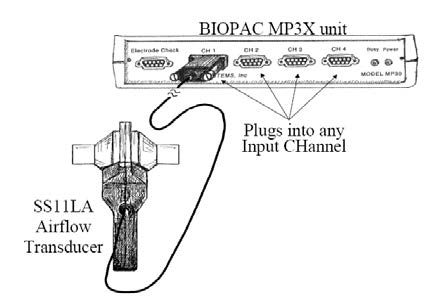 BIOPAC MP3X unit
Electrode Check
CH 1
CH 2
CH 3
CH 4
Busy
Power
STEMS, Inc
MODEL MP30
Plugs into any
Input CHannel
SS11LA
Airflow
Transducer